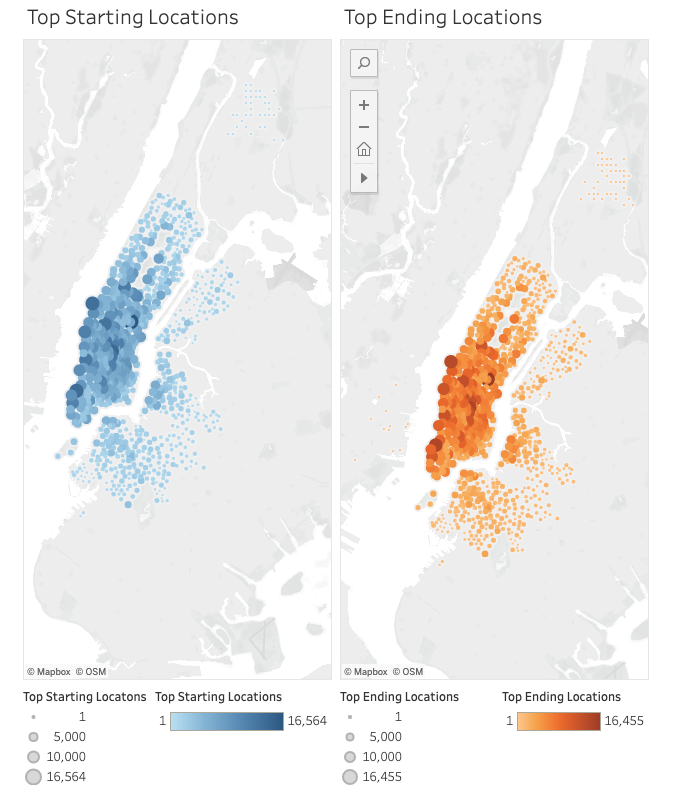 Top Starting Locations
Top Ending Locations
© Mapbox © OSM
© Mapbox © OSM
Top Starting Locatons
1
5,000
10,000
16,564
Top Starting Locations
1 16,564
Top Ending Locations
1
5,000
10,000
16,455
Top Ending Locations
1 16,455